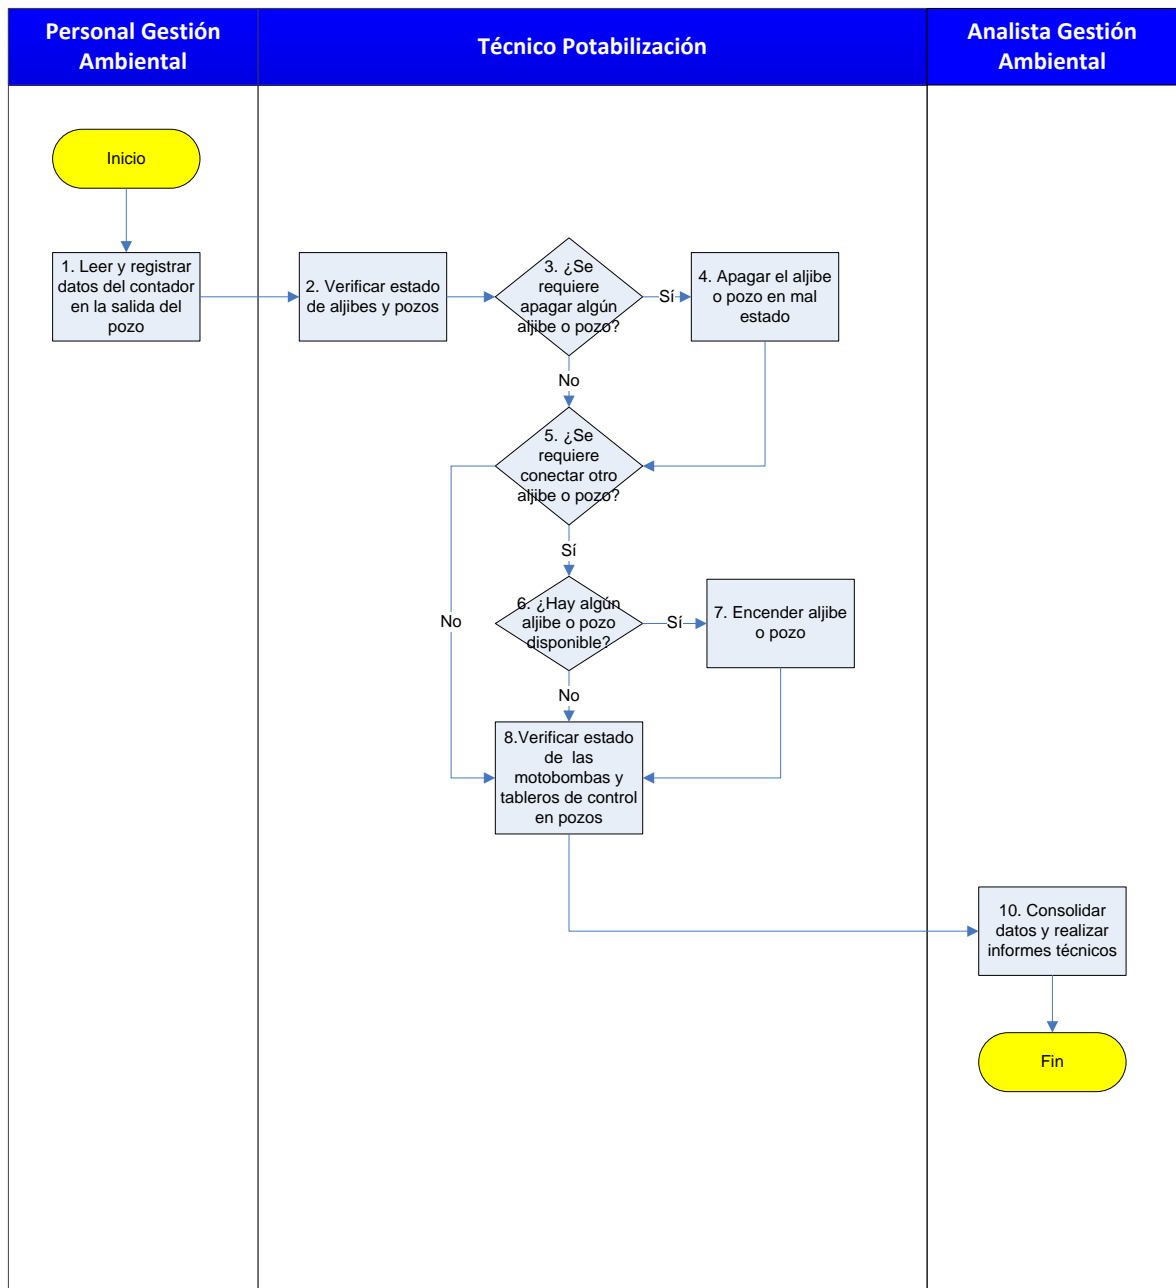 Personal Gestión
Ambiental
Técnico Potabilización
Analista Gestión
Ambiental
Inicio
1. Leer y registrar
datos del contador
en la salida del
pozo
2. Verificar estado
de aljibes y pozos
3. ¿Se
requiere
apagar algún
aljibe o pozo?
Sí
4. Apagar el aljibe
o pozo en mal
estado
No
5. ¿Se
requiere
conectar otro
aljibe o pozo?
Sí
No
6. ¿Hay algún
aljibe o pozo
disponible?
Sí
7. Encender aljibe
o pozo
No
8.Verificar estado
de  las
motobombas y
tableros de control
en pozos
10. Consolidar
datos y realizar
informes técnicos
Fin